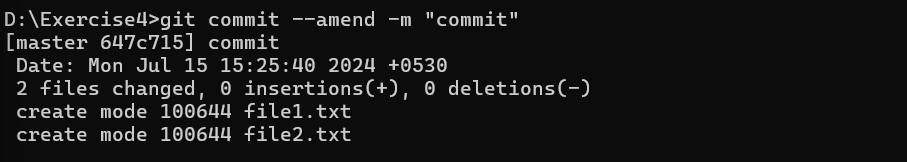 D:\Exercise4>git commit --amend -m "commit"
[master 647c715] commit
 Date: Mon Jul 15 15:25:40 2024 +0530
 2 files changed, 0 insertions(+), 0 deletions(-)
 create mode 100644 file1.txt
 create mode 100644 file2.txt